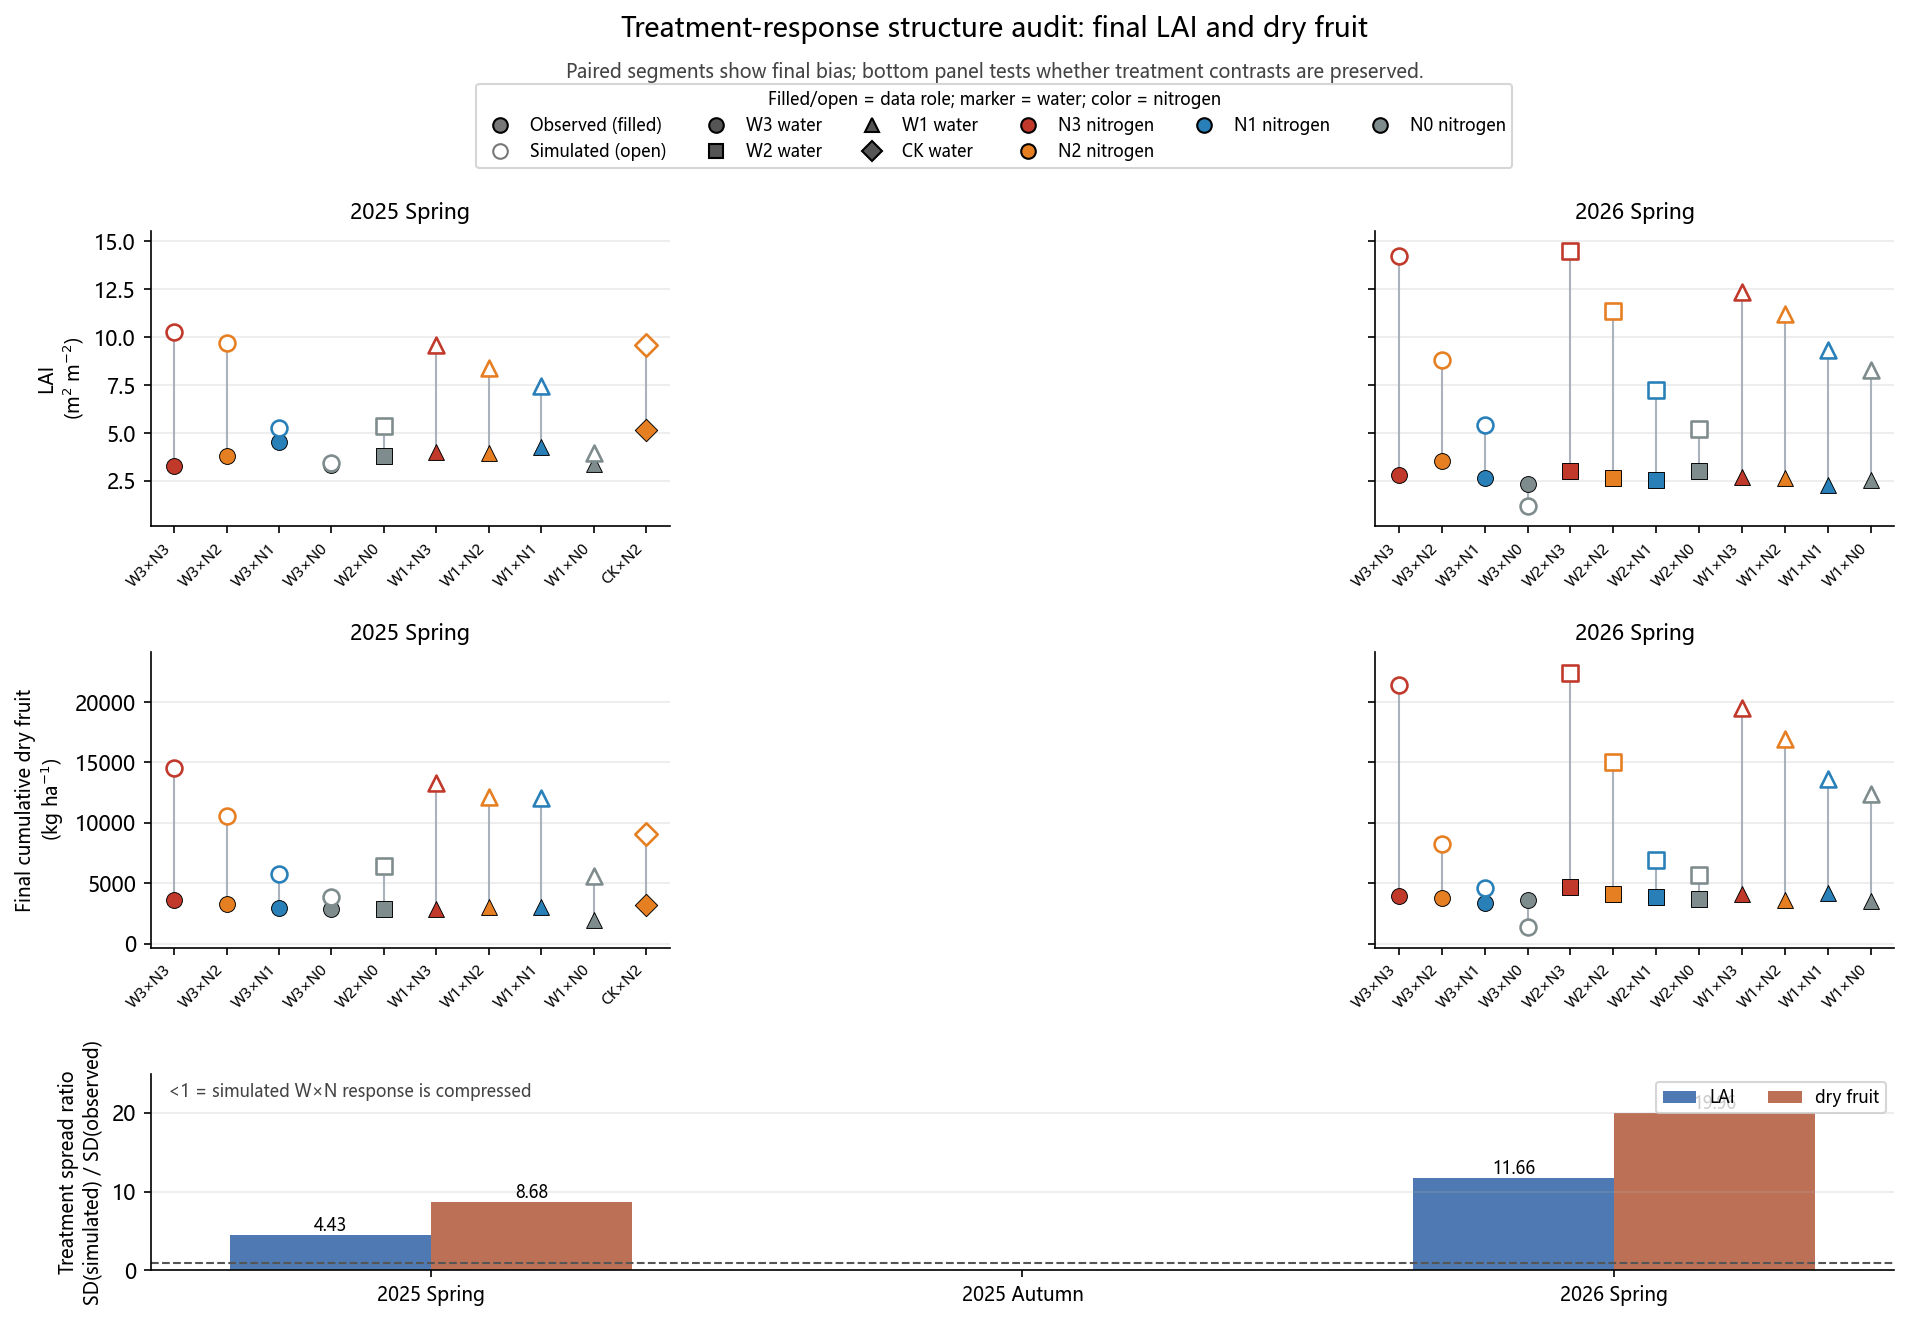 Treatment-response structure audit: final LAI and dry fruit
Paired segments show final bias; bottom panel tests whether treatment contrasts are preserved.
Filled/open = data role; marker = water; color = nitrogen
Observed (filled) W3 water W1 water N3 nitrogen N1 nitrogen N0 nitrogen
Simulated (open) W2 water CK water N2 nitrogen
2025 Spring
LAI
(m² m⁻²)
15.0
12.5
10.0
7.5
5.0
2.5
W3×N3 W3×N2 W3×N1 W3×N0 W2×N0 W1×N3 W1×N2 W1×N1 W1×N0 CK×N2
2026 Spring
W3×N3 W3×N2 W3×N1 W3×N0 W2×N3 W2×N2 W2×N1 W2×N0 W1×N3 W1×N2 W1×N1 W1×N0
2025 Spring
Final cumulative dry fruit
(kg ha⁻¹)
20000
15000
10000
5000
0
W3×N3 W3×N2 W3×N1 W3×N0 W2×N0 W1×N3 W1×N2 W1×N1 W1×N0 CK×N2
2026 Spring
W3×N3 W3×N2 W3×N1 W3×N0 W2×N3 W2×N2 W2×N1 W2×N0 W1×N3 W1×N2 W1×N1 W1×N0
Treatment spread ratio
SD(simulated) / SD(observed)
<1 = simulated W×N response is compressed
LAI dry fruit
20
10
0
4.43
8.68
11.66
2025 Spring 2025 Autumn 2026 Spring